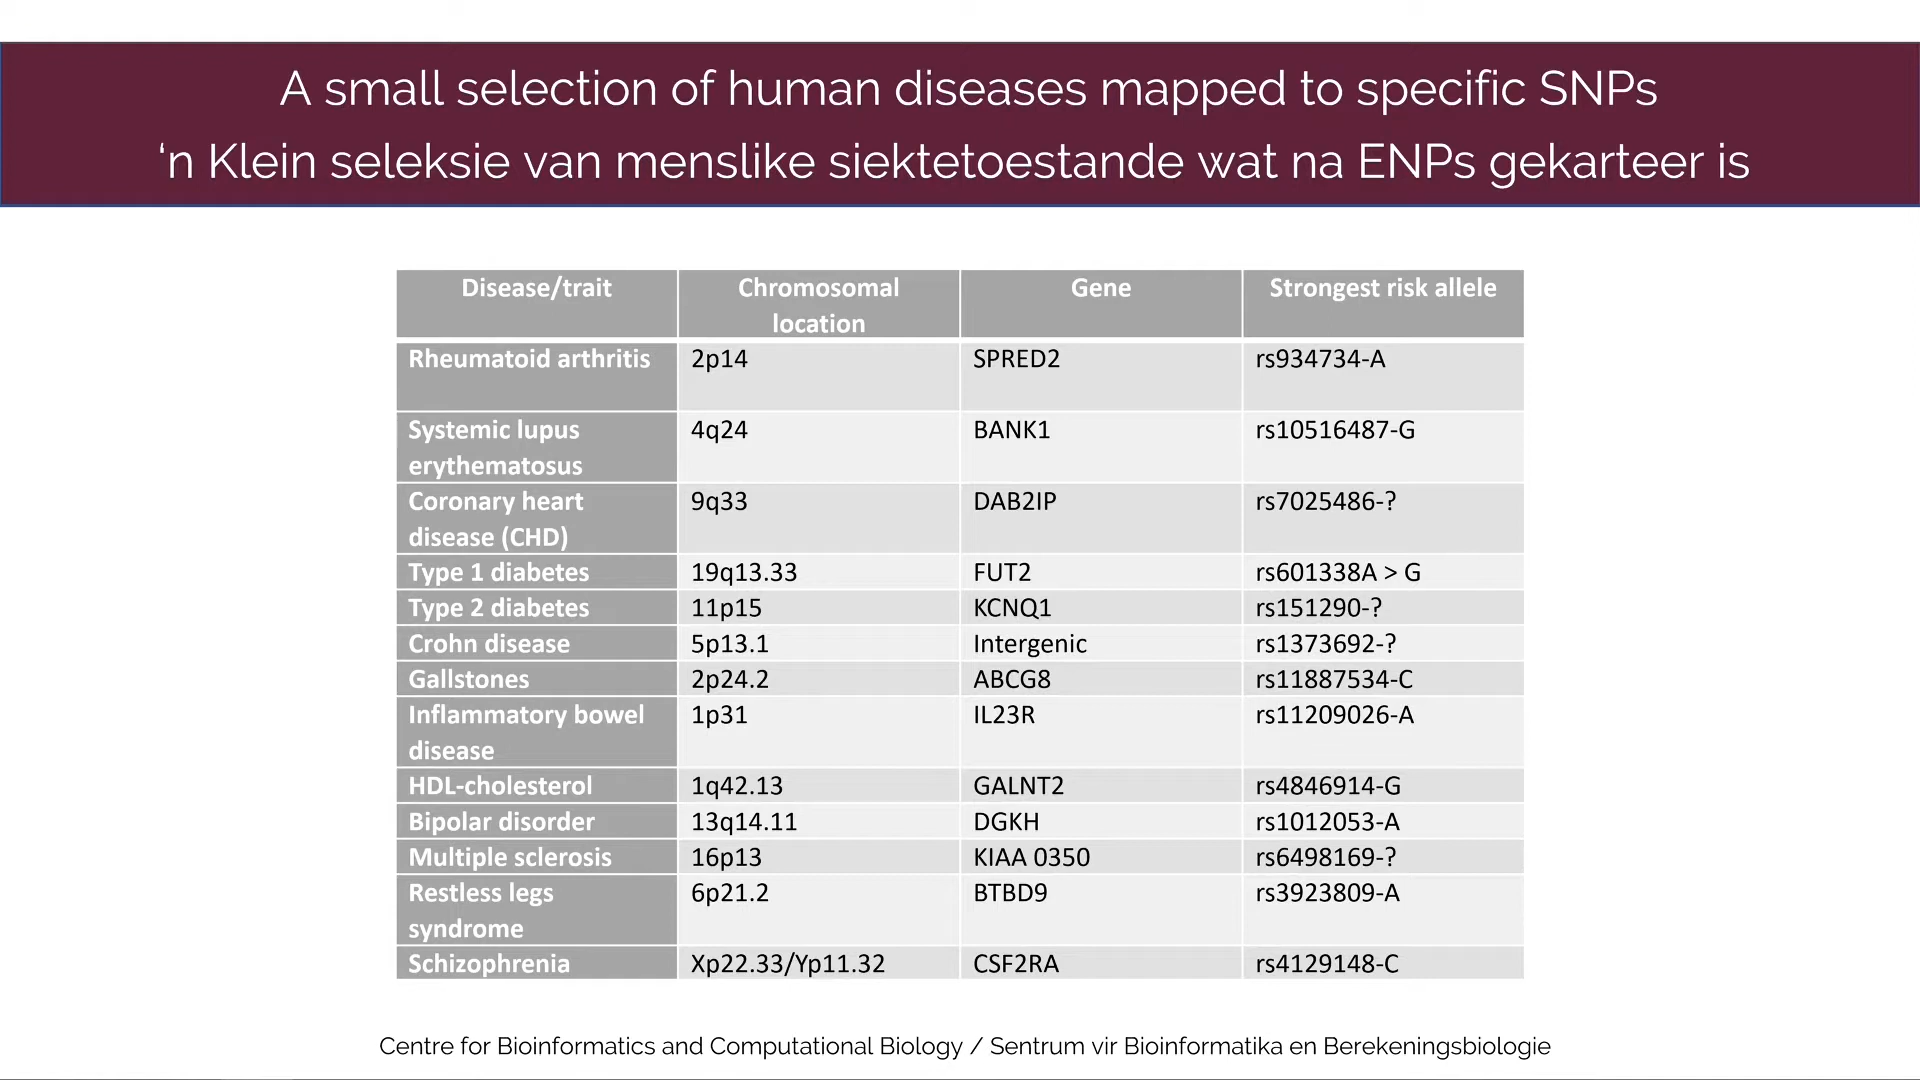 A small selection of human diseases mapped to specific SNPs
‘n Klein seleksie van menslike siektetoestande wat na ENPs gekarteer is
Disease/trait Chromosomal location Gene Strongest risk allele
Rheumatoid arthritis 2p14 SPRED2 rs934734-A
Systemic lupus erythematosus 4q24 BANK1 rs10516487-G
Coronary heart disease (CHD) 9q33 DAB2IP rs7025486-?
Type 1 diabetes 19q13.33 FUT2 rs601338A > G
Type 2 diabetes 11p15 KCNQ1 rs151290-?
Crohn disease 5p13.1 Intergenic rs1373692-?
Gallstones 2p24.2 ABCG8 rs11887534-C
Inflammatory bowel disease 1p31 IL23R rs11209026-A
HDL-cholesterol 1q42.13 GALNT2 rs4846914-G
Bipolar disorder 13q14.11 DGKH rs1012053-A
Multiple sclerosis 16p13 KIAA 0350 rs6498169-?
Restless legs syndrome 6p21.2 BTBD9 rs3923809-A
Schizophrenia Xp22.33/Yp11.32 CSF2RA rs4129148-C
Centre for Bioinformatics and Computational Biology / Sentrum vir Bioinformatika en Berekeningsbiologie